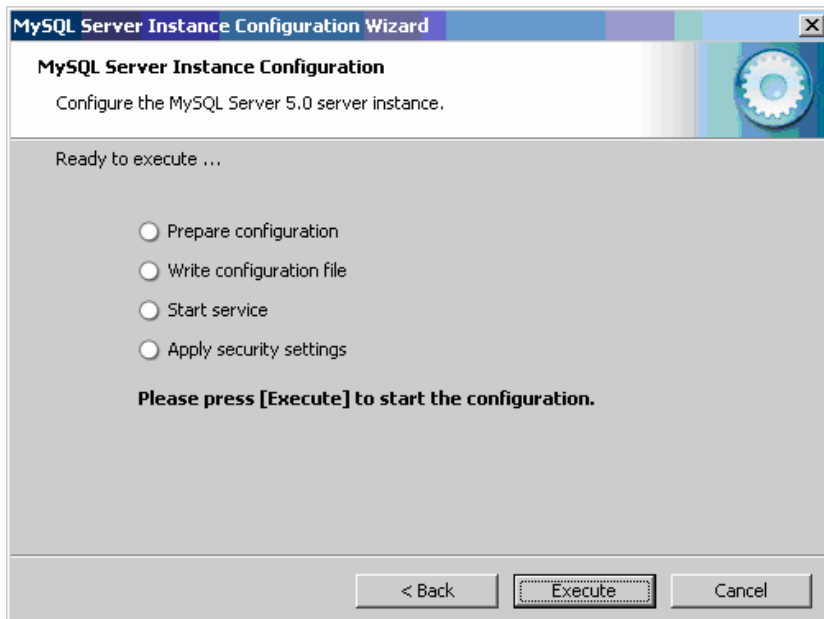 MySQL Server Instance Configuration Wizard
MySQL Server Instance Configuration
Configure the MySQL Server 5.0 server instance.
Ready to execute ...
Prepare configuration
Write configuration file
Start service
Apply security settings
Please press [Execute] to start the configuration.
< Back
Execute
Cancel